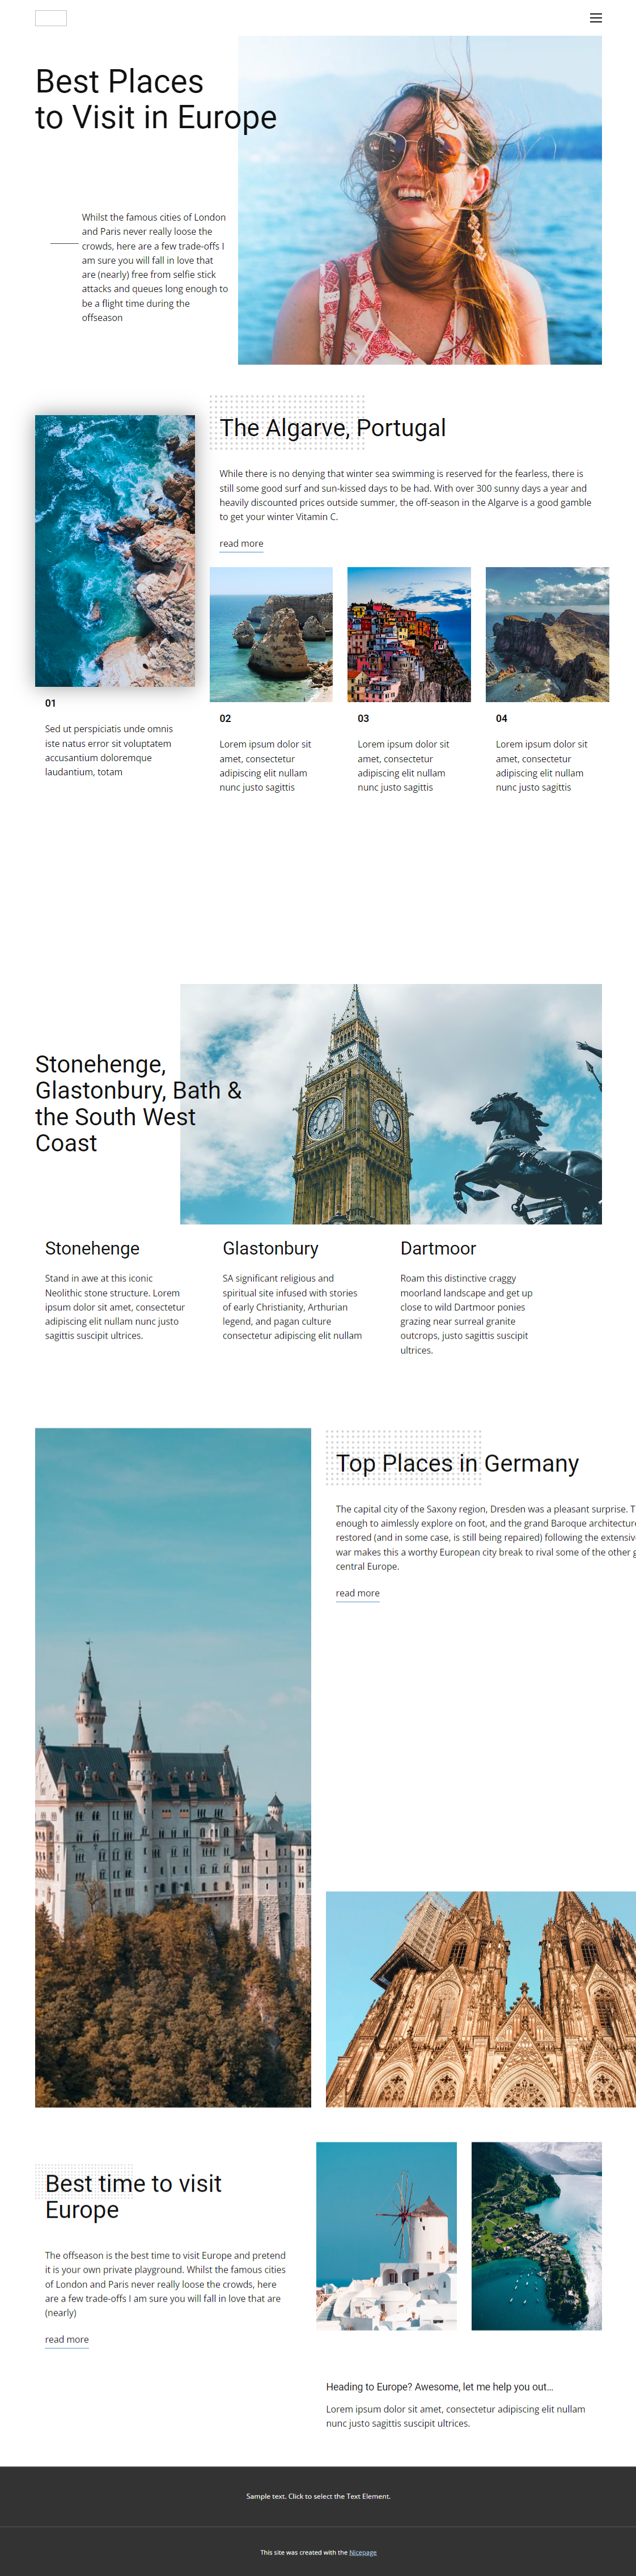 Best Places
to Visit in Europe
Whilst the famous cities of London
and Paris never really loose the
crowds, here are a few trade-offs I
am sure you will fall in love that
are (nearly) free from selfie stick
attacks and queues long enough to
be a flight time during the
offseason
The Algarve, Portugal
While there is no denying that winter sea swimming is reserved for the fearless, there is
still some good surf and sun-kissed days to be had. With over 300 sunny days a year and
heavily discounted prices outside summer, the off-season in the Algarve is a good gamble
to get your winter Vitamin C.
read more
01
Sed ut perspiciatis unde omnis
iste natus error sit voluptatem
accusantium doloremque
laudantium, totam
02
Lorem ipsum dolor sit
amet, consectetur
adipiscing elit nullam
nunc justo sagittis
03
Lorem ipsum dolor sit
amet, consectetur
adipiscing elit nullam
nunc justo sagittis
04
Lorem ipsum dolor sit
amet, consectetur
adipiscing elit nullam
nunc justo sagittis
Stonehenge,
Glastonbury, Bath &
the South West
Coast
Stonehenge
Stand in awe at this iconic
Neolithic stone structure. Lorem
ipsum dolor sit amet, consectetur
adipiscing elit nullam nunc justo
sagittis suscipit ultrices.
Glastonbury
SA significant religious and
spiritual site infused with stories
of early Christianity, Arthurian
legend, and pagan culture
consectetur adipiscing elit nullam
Dartmoor
Roam this distinctive craggy
moorland landscape and get up
close to wild Dartmoor ponies
grazing near surreal granite
outcrops, justo sagittis suscipit
ultrices.
Top Places in Germany
The capital city of the Saxony region, Dresden was a pleasant surprise. T
enough to aimlessly explore on foot, and the grand Baroque architecture
restored (and in some case, is still being repaired) following the extensiv
war makes this a worthy European city break to rival some of the other g
central Europe.
read more
Best time to visit
Europe
The offseason is the best time to visit Europe and pretend
it is your own private playground. Whilst the famous cities
of London and Paris never really loose the crowds, here
are a few trade-offs I am sure you will fall in love that are
(nearly)
read more
Heading to Europe? Awesome, let me help you out...
Lorem ipsum dolor sit amet, consectetur adipiscing elit nullam
nunc justo sagittis suscipit ultrices.
Sample text. Click to select the Text Element.
This site was created with the Nicepage